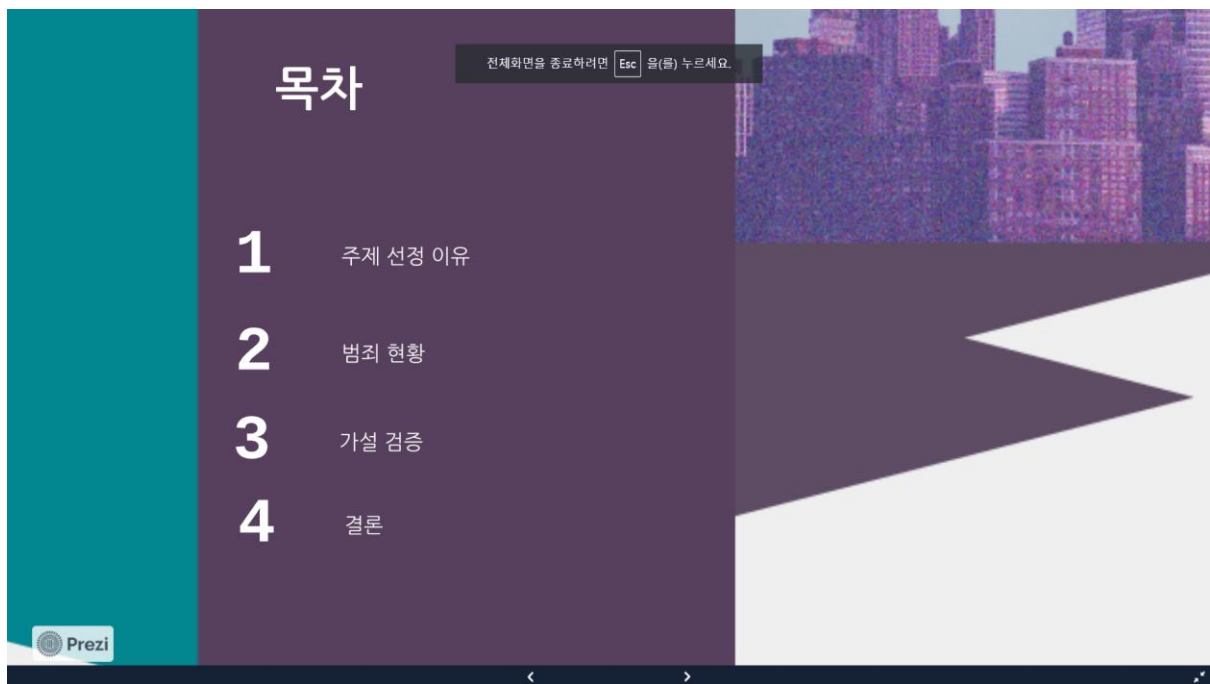 목차
전체화면을 종료하려면 Esc 을(를) 누르세요.
1 주제 선정 이유
2 범죄 현황
3 가설 검증
4 결론
Prezi